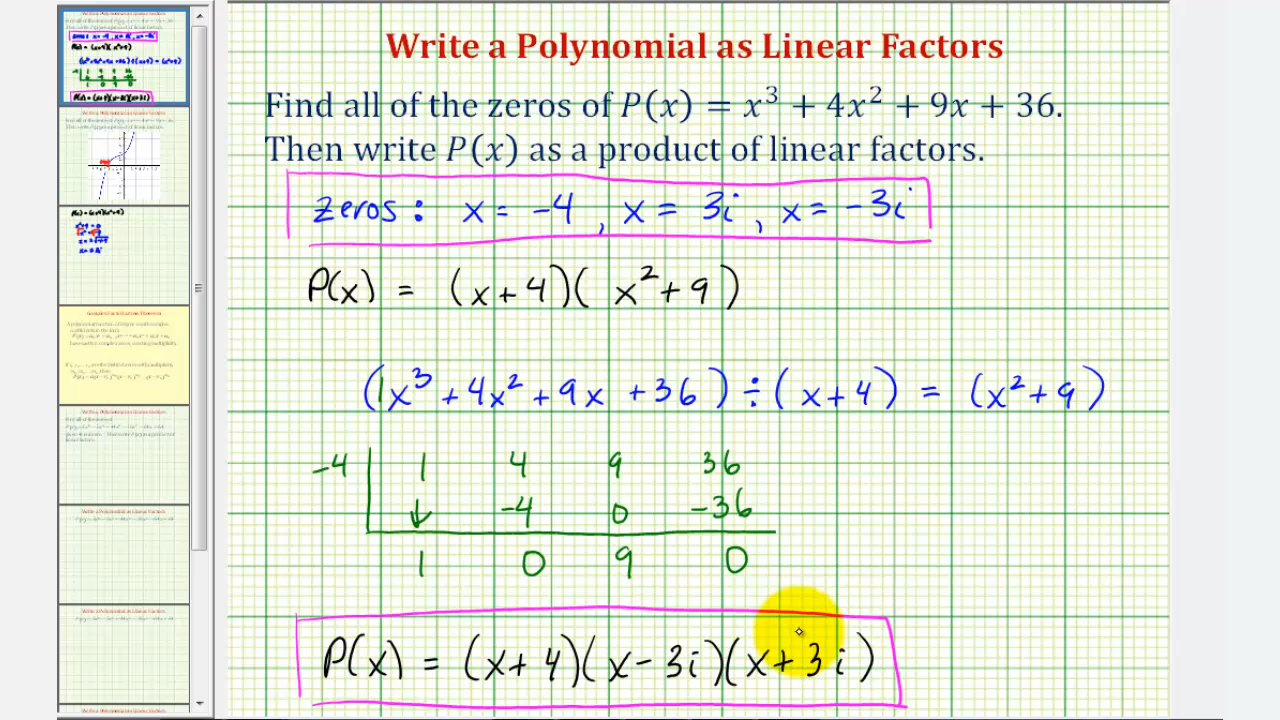 Write a Polynomial as Linear Factors
Find all of the zeros of P(x) = x³ + 4x² + 9x + 36.
Then write P(x) as a product of linear factors.
zeros: x = -4, x = 3i, x = -3i
P(x) = (x+4)(x²+9)
(1x³+4x²+9x+36) ÷ (x+4) = (x²+9)
-4 | 1 4 9 36
↓ -4 0 -36
1 0 9 0
P(x) = (x+4)(x-3i)(x+3i)